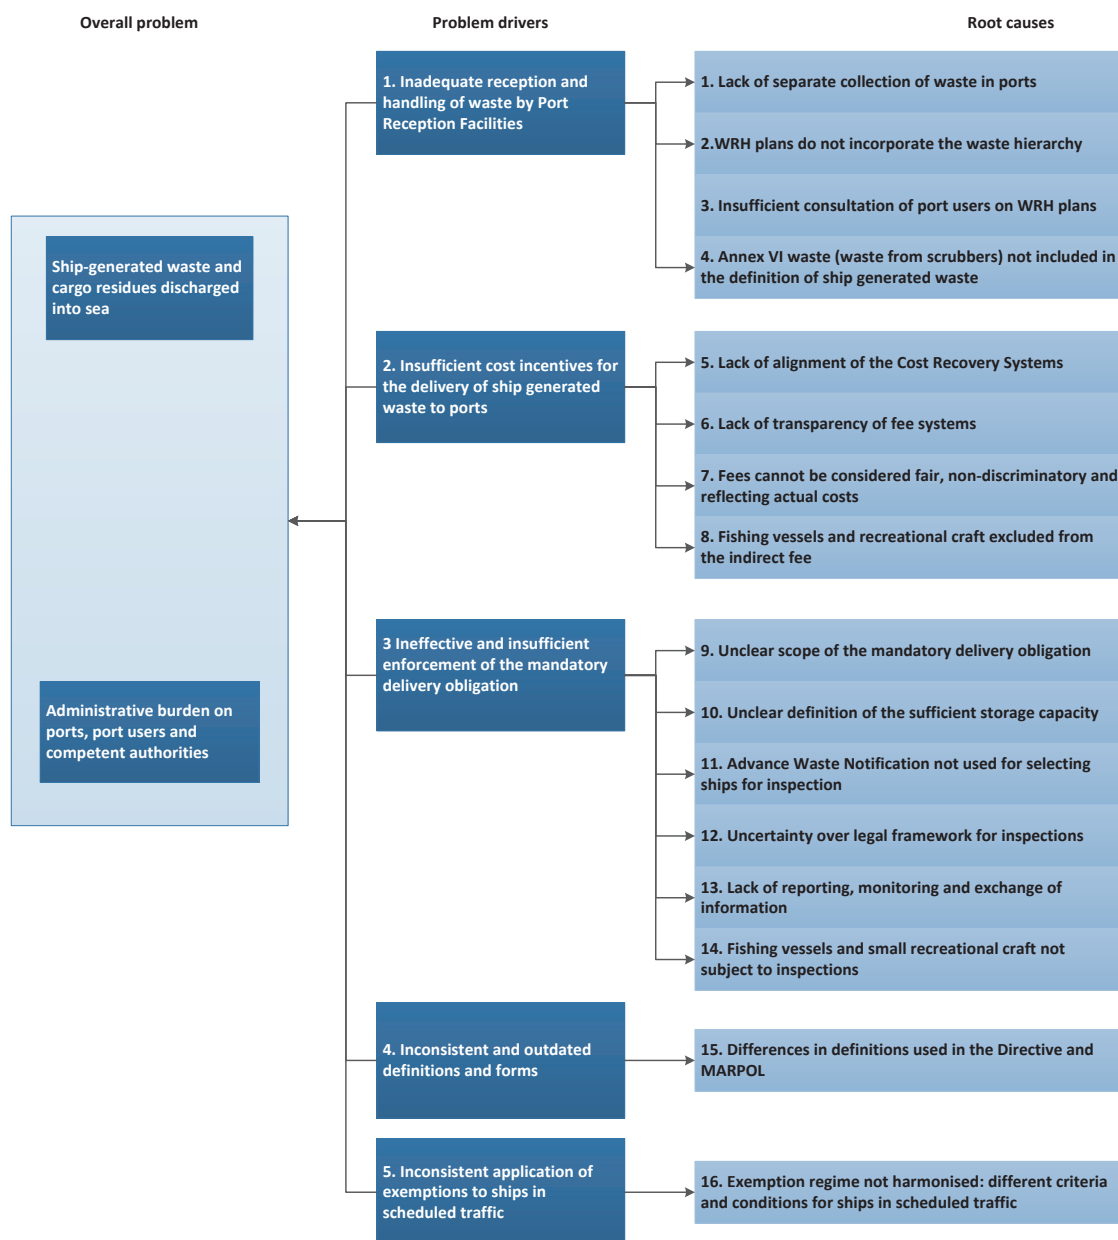 Overall problem
Problem drivers
Root causes
Ship-generated waste and
cargo residues discharged
into sea
Administrative burden on
ports, port users and
competent authorities
1. Inadequate reception and
handling of waste by Port
Reception Facilities
1. Lack of separate collection of waste in ports
2.WRH plans do not incorporate the waste hierarchy
3. Insufficient consultation of port users on WRH plans
4. Annex VI waste (waste from scrubbers) not included in
the definition of ship generated waste
2. Insufficient cost incentives for
the delivery of ship generated
waste to ports
5. Lack of alignment of the Cost Recovery Systems
6. Lack of transparency of fee systems
7. Fees cannot be considered fair, non-discriminatory and
reflecting actual costs
8. Fishing vessels and recreational craft excluded from
the indirect fee
3 Ineffective and insufficient
enforcement of the mandatory
delivery obligation
9. Unclear scope of the mandatory delivery obligation
10. Unclear definition of the sufficient storage capacity
11. Advance Waste Notification not used for selecting
ships for inspection
12. Uncertainty over legal framework for inspections
13. Lack of reporting, monitoring and exchange of
information
14. Fishing vessels and small recreational craft not
subject to inspections
4. Inconsistent and outdated
definitions and forms
15. Differences in definitions used in the Directive and
MARPOL
5. Inconsistent application of
exemptions to ships in
scheduled traffic
16. Exemption regime not harmonised: different criteria
and conditions for ships in scheduled traffic